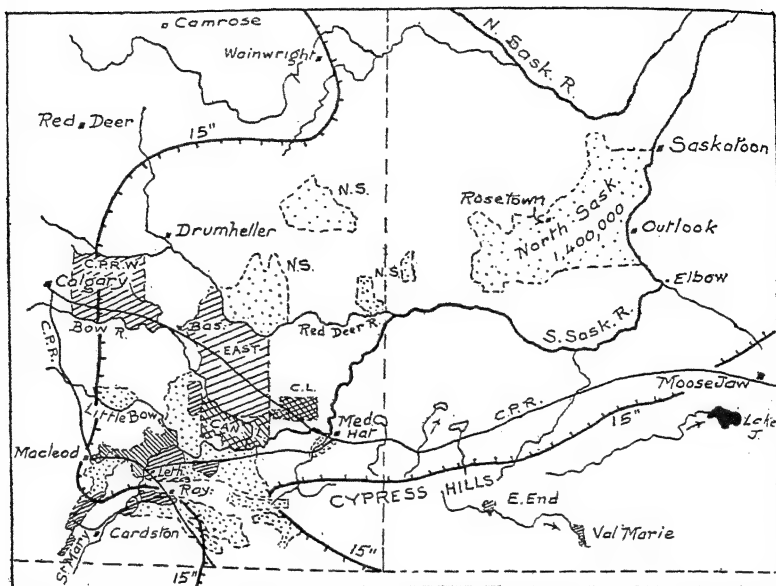 Camrose
Wainwright
N. Sask. R.
Red Deer
15"
Saskatoon
N.S.
Rosetown
North Sask
1,400,000
Drumheller
Outlook
C.P.R.W.
N.S.
N.S.
Calgary
Elbow
Bas.
Red Deer R.
S. Sask. R.
Bow R.
EAST
C.P.R.
C.L.
Moose Jaw
C.P.R.
Little Bow
CAN
Med
Hat
15"
Lake
J.
Macleod
Leth.
Ray.
CYPRESS HILLS
E. End
Cardston
Val Marie
St Mary
15"
15"